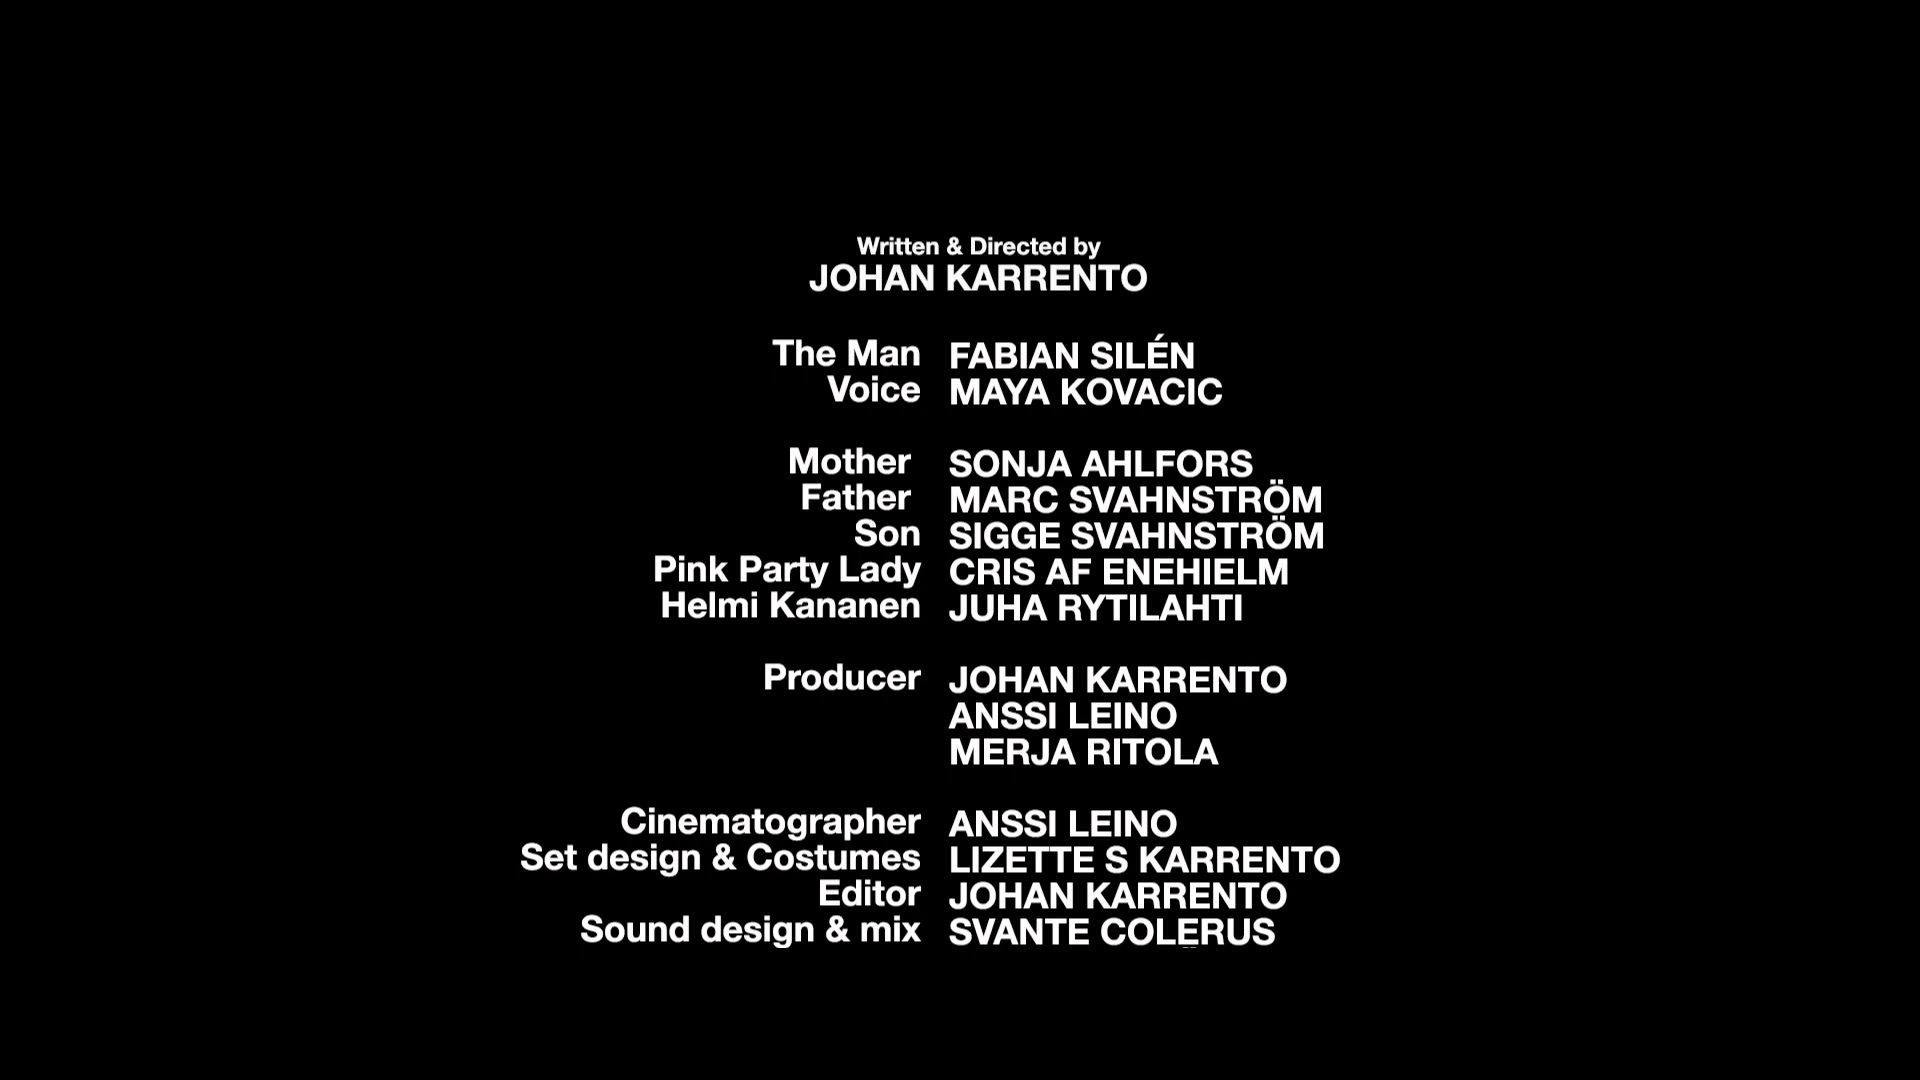 Written & Directed by
JOHAN KARRENTO
The Man FABIAN SILÉN
Voice MAYA KOVACIC
Mother SONJA AHLFORS
Father MARC SVAHNSTRÖM
Son SIGGE SVAHNSTRÖM
Pink Party Lady CRIS AF ENEHIELM
Helmi Kananen JUHA RYTILAHTI
Producer JOHAN KARRENTO
ANSSI LEINO
MERJA RITOLA
Cinematographer ANSSI LEINO
Set design & Costumes LIZETTE S KARRENTO
Editor JOHAN KARRENTO
Sound design & mix SVANTE COLERUS